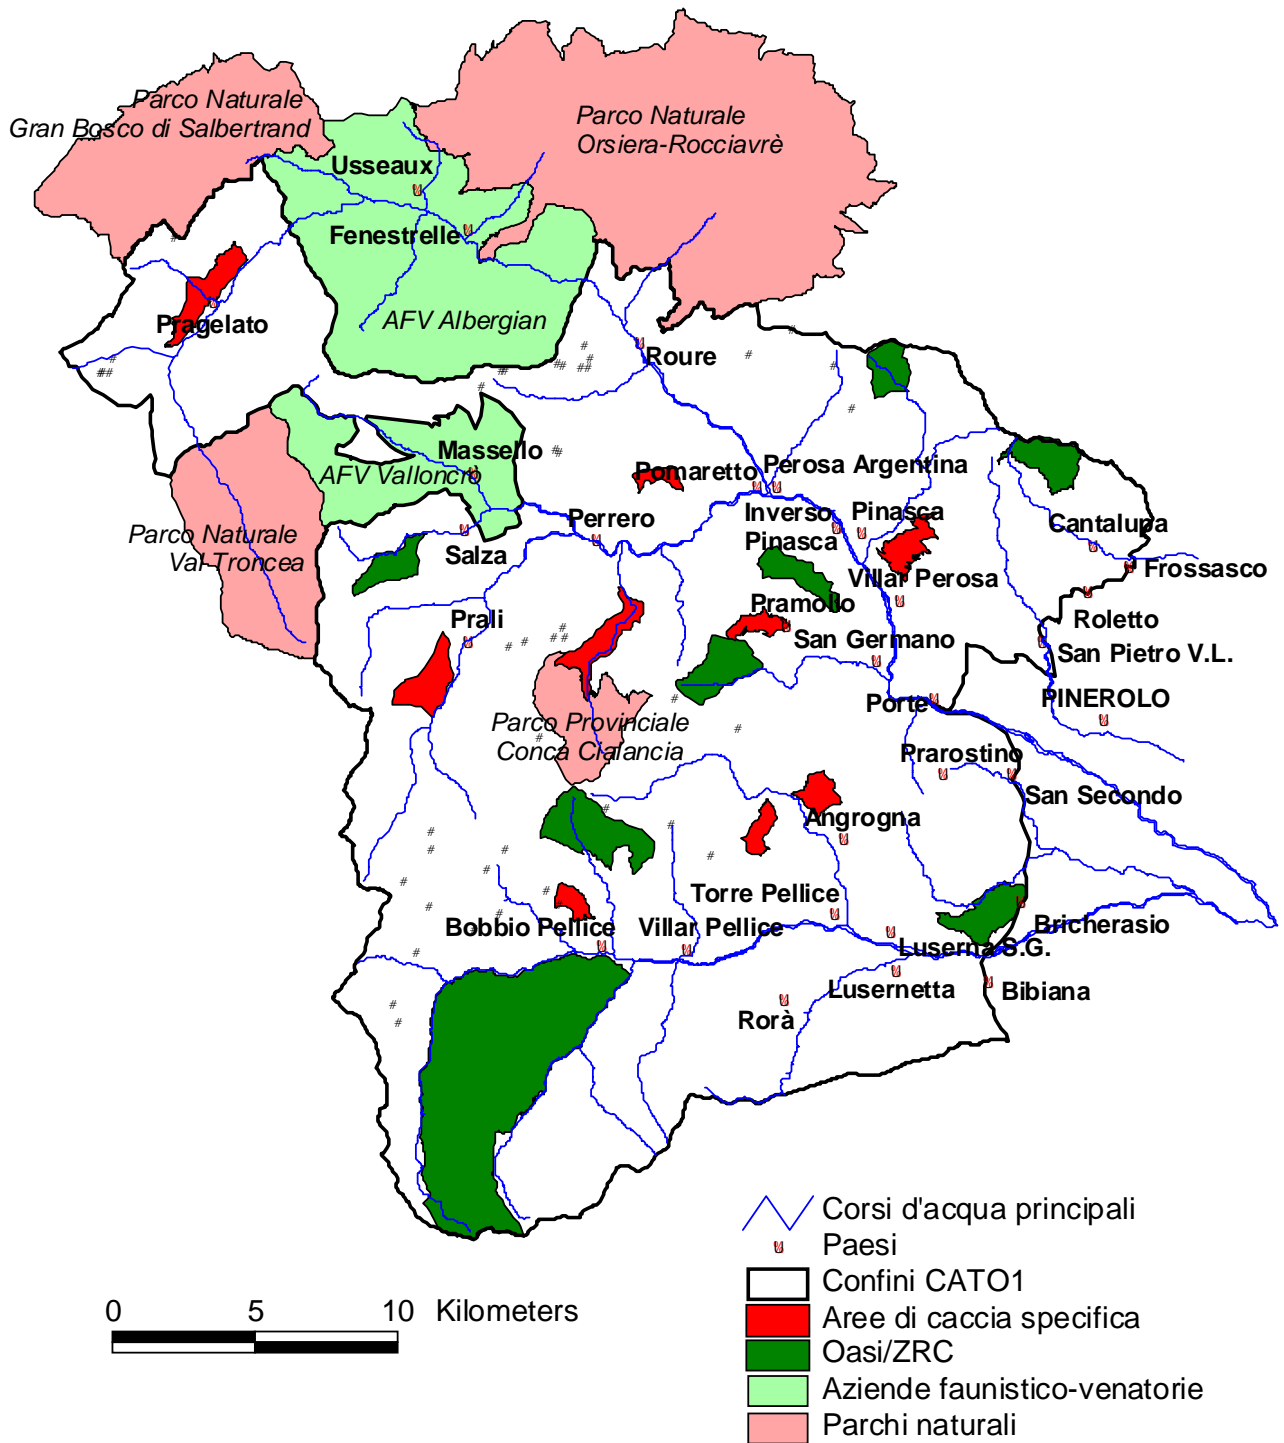 Parco Naturale
Gran Bosco di Salbertrand
Parco Naturale
Orsiera-Rocciavrè
Usseaux
Fenestrelle
AFV Albergian
Pragelato
Roure
Massello
AFV Valloncrò
Pomaretto
Perosa Argentina
Parco Naturale
Val Troncea
Salza
Perrero
Inverso
Pinasca
Pinasca
Cantalupa
Frossasco
Villar Perosa
Roletto
Prali
Pramollo
San Germano
San Pietro V.L.
Parco Provinciale
Conca Cialancia
Porte
PINEROLO
Prarostino
San Secondo
Angrogna
Torre Pellice
Bobbio Pellice
Villar Pellice
Bricherasio
Luserna S.G.
Lusernetta
Bibiana
Rorà
Corsi d'acqua principali
Paesi
Confini CATO1
Aree di caccia specifica
Oasi/ZRC
Aziende faunistico-venatorie
Parchi naturali
0 5 10 Kilometers